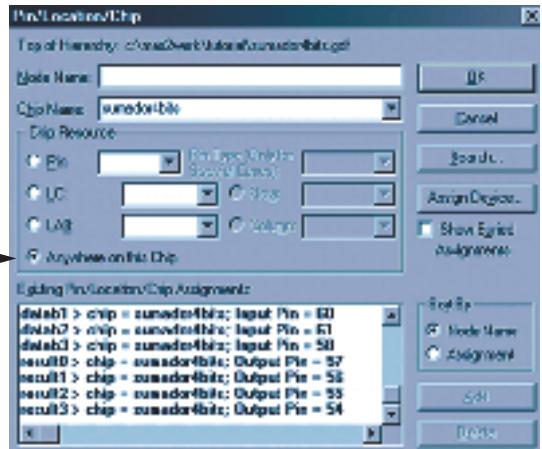 Pin/Location/Chip
Top of Hierarchy: c:\max2work\tutorial\sumador4bits.gdf
Node Name:
OK
Chip Name: sumador4bits
Cancel
Chip Resource
Pin
Search...
LC
Row
Assign Device...
LAB
Column
Show Buried Assignments
Anywhere on this Chip
Existing Pin/Location/Chip Assignments:
datab1 > chip = sumador4bits; Input Pin = 60
datab2 > chip = sumador4bits; Input Pin = 61
datab3 > chip = sumador4bits; Input Pin = 58
result0 > chip = sumador4bits; Output Pin = 57
result1 > chip = sumador4bits; Output Pin = 56
result2 > chip = sumador4bits; Output Pin = 55
result3 > chip = sumador4bits; Output Pin = 54
Sort By
Node Name
Assignment
Add
Delete